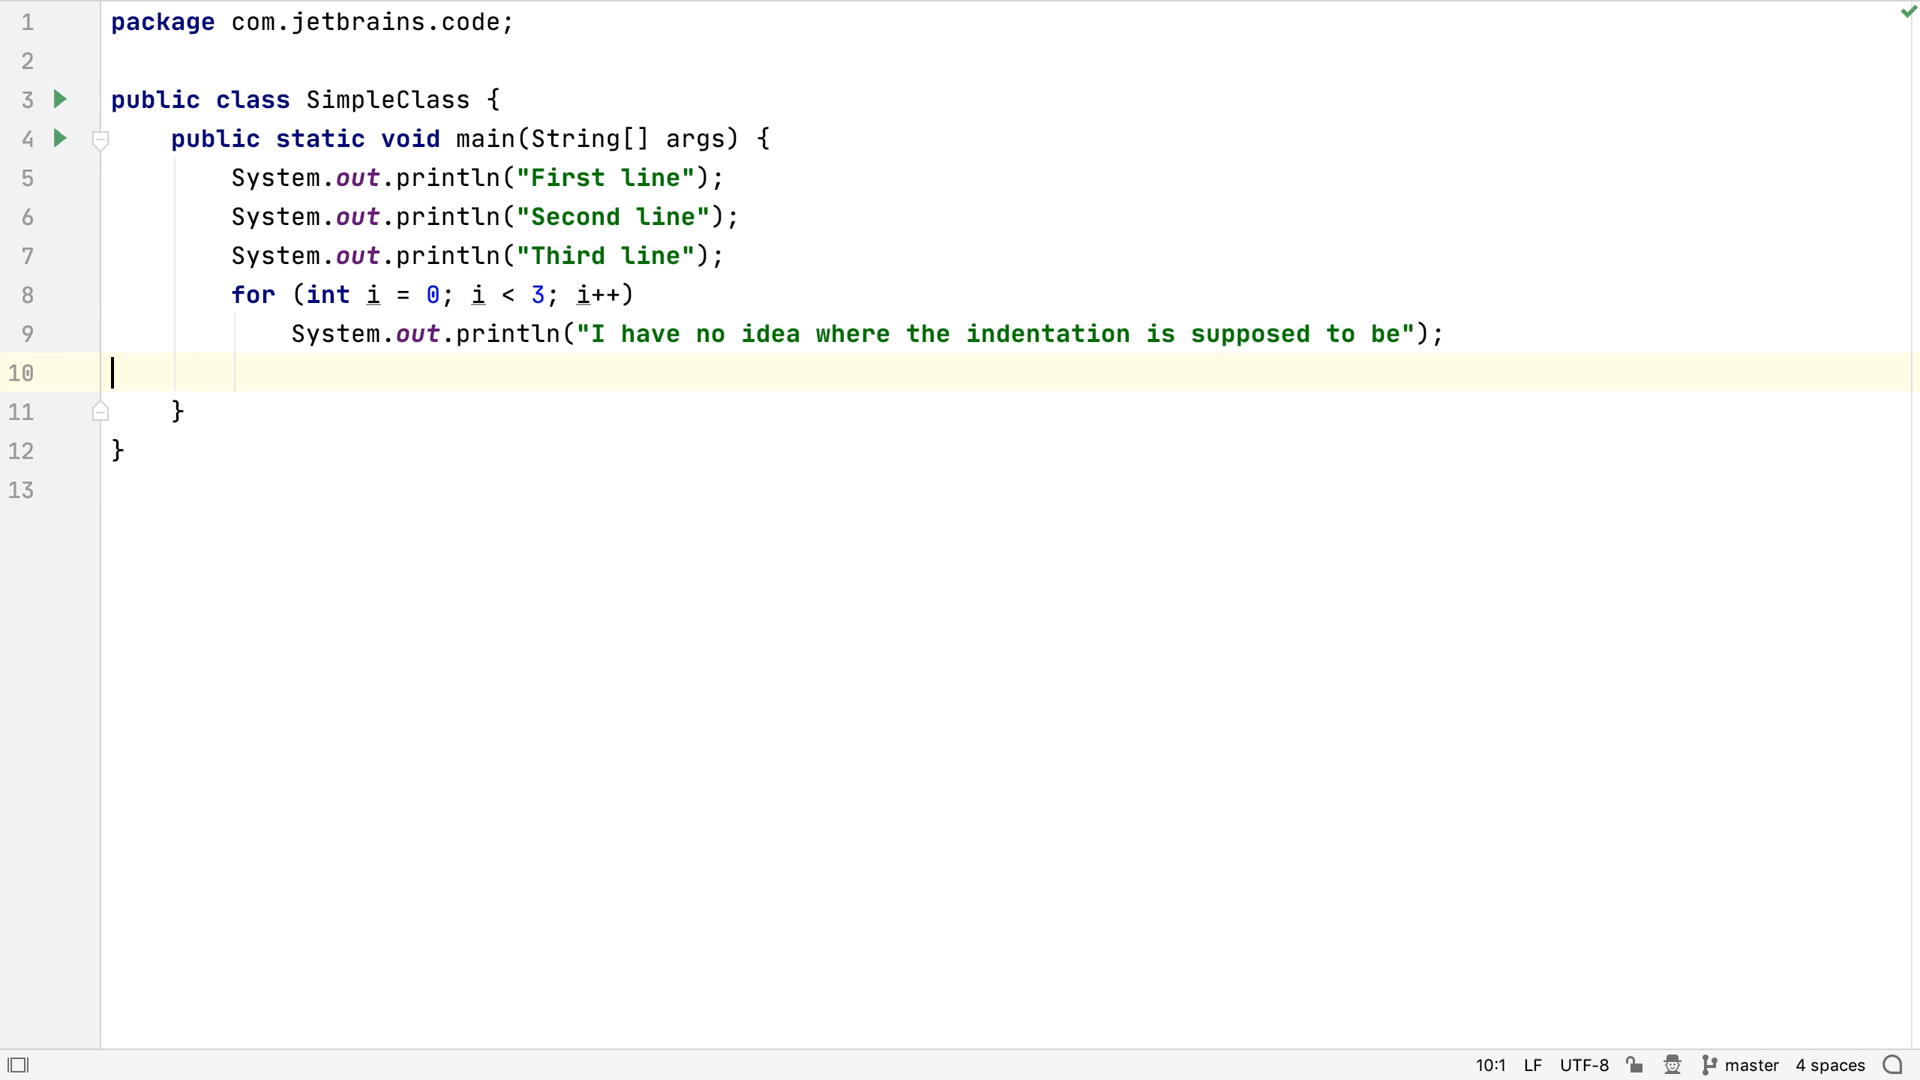 1 package com.jetbrains.code;
2
3 public class SimpleClass {
4     public static void main(String[] args) {
5         System.out.println("First line");
6         System.out.println("Second line");
7         System.out.println("Third line");
8         for (int i = 0; i < 3; i++)
9             System.out.println("I have no idea where the indentation is supposed to be");
10
11     }
12 }
13
10:1 LF UTF-8 master 4 spaces